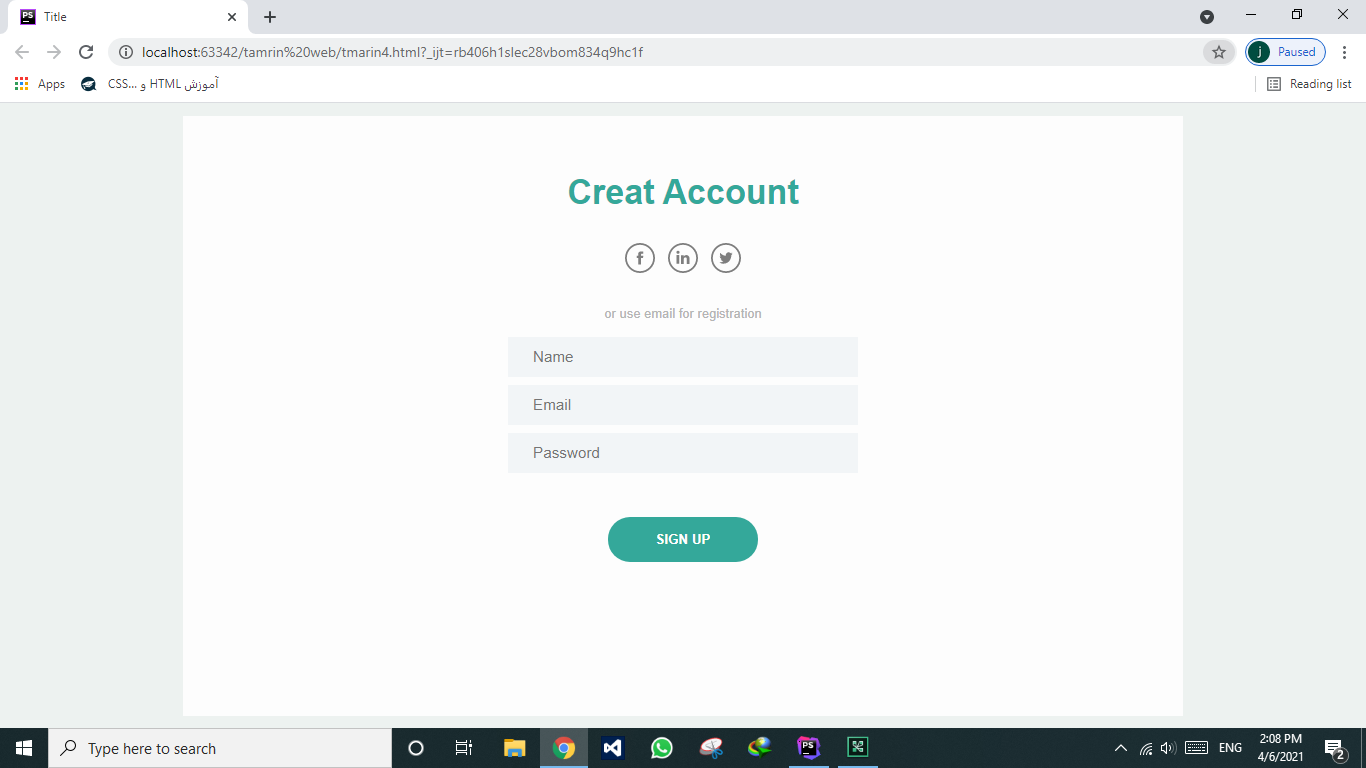 Title
localhost:63342/tamrin%20web/tmarin4.html?_ijt=rb406h1slec28vbom834q9hc1f
j Paused
Apps
آموزش HTML و CSS...
Reading list
Creat Account
or use email for registration
Name
Email
Password
SIGN UP
Type here to search
ENG
2:08 PM
4/6/2021
2